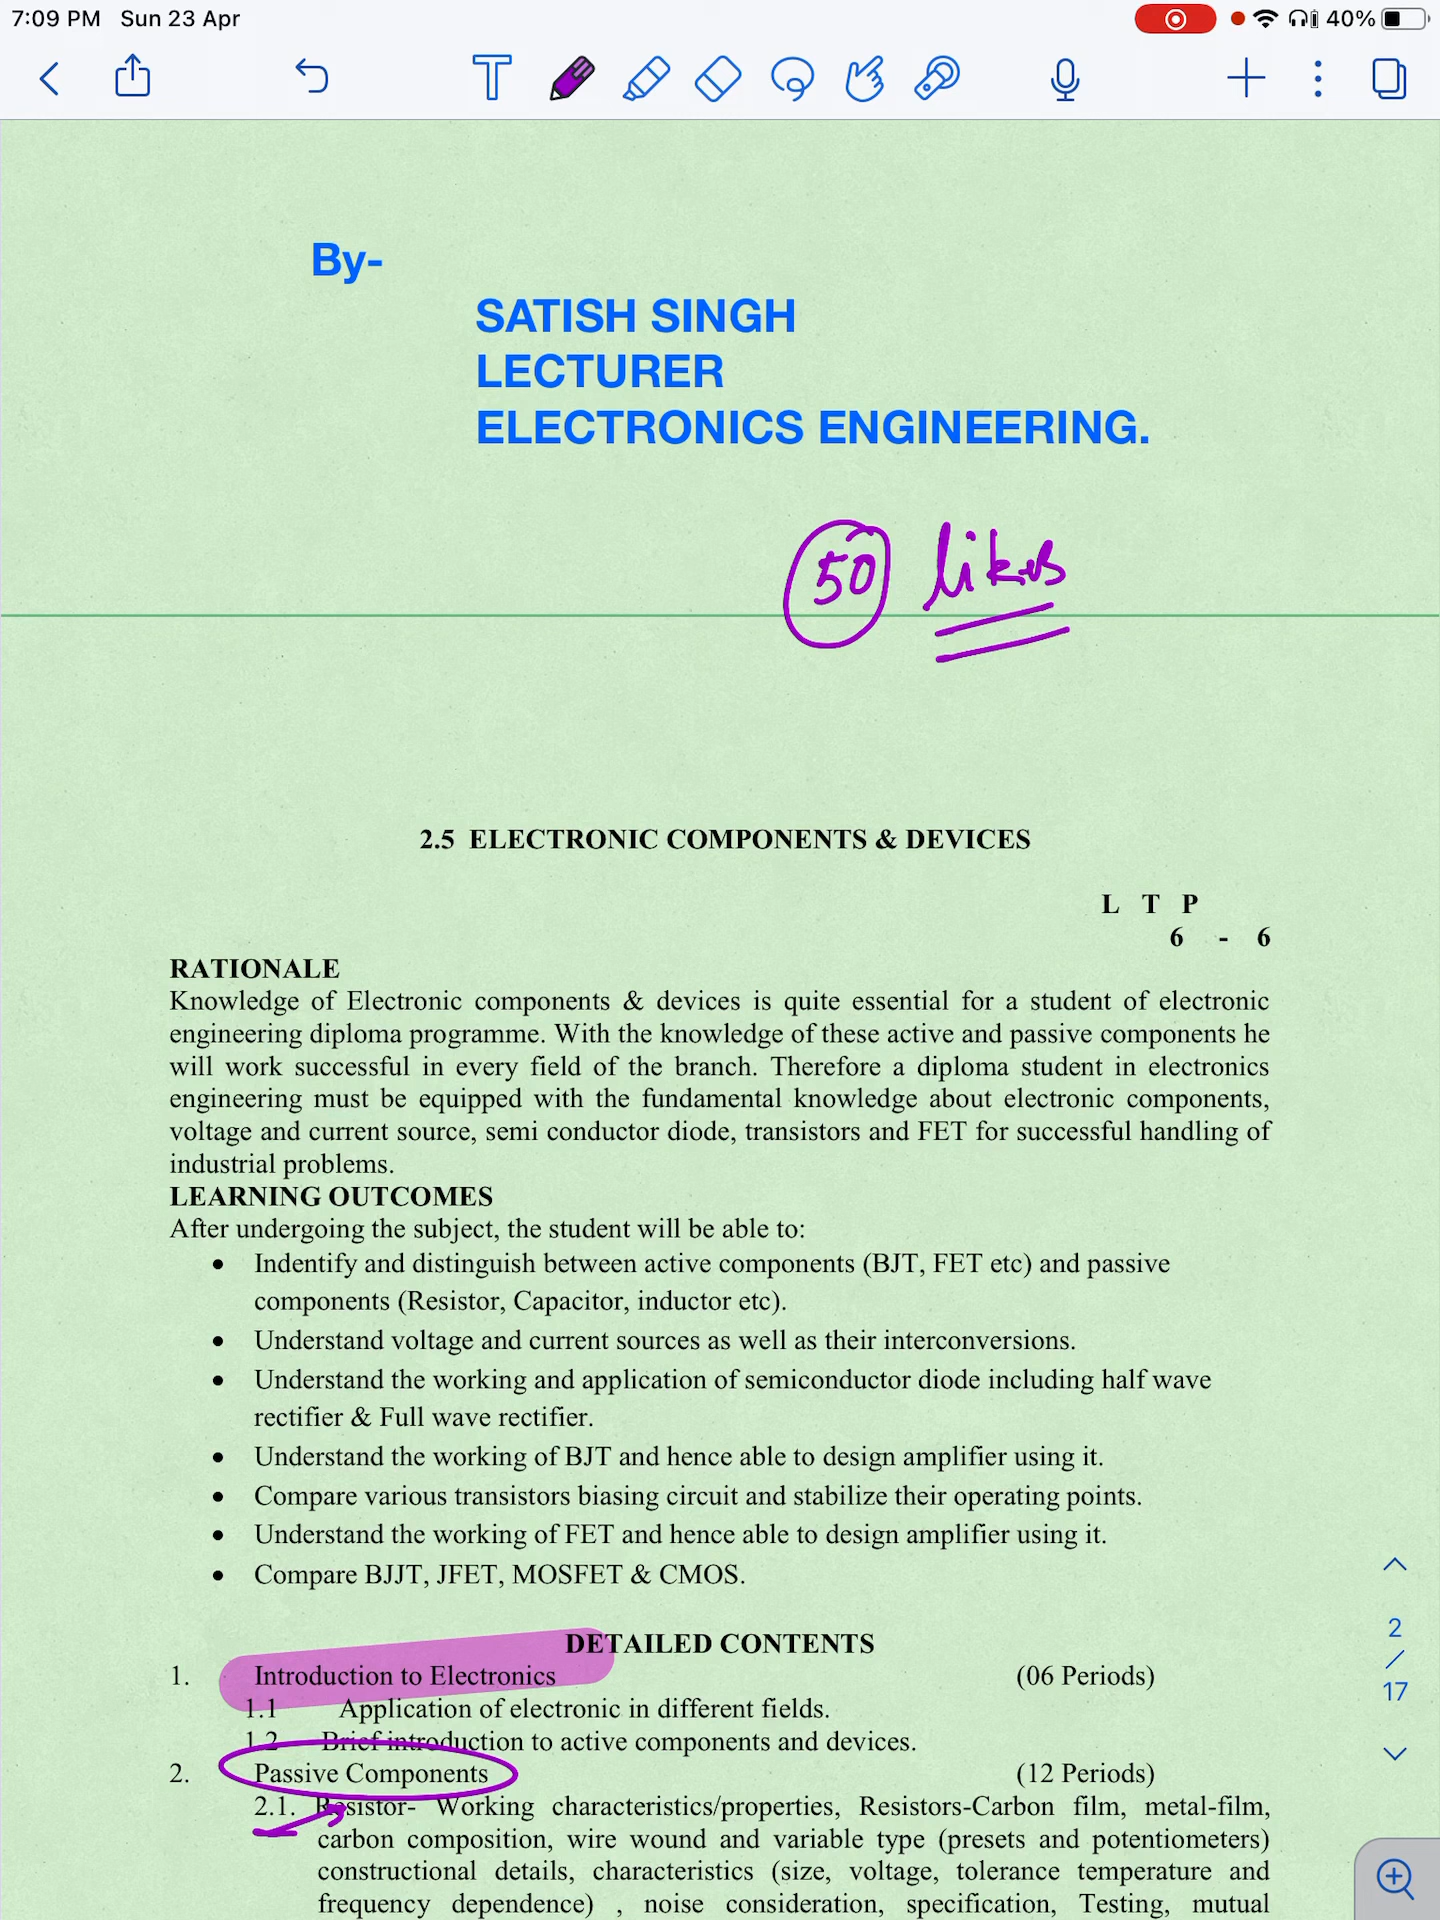 7:09 PM Sun 23 Apr
40%
T
By-
SATISH SINGH
LECTURER
ELECTRONICS ENGINEERING.
50 likes
2.5 ELECTRONIC COMPONENTS & DEVICES
L T P
6 - 6
RATIONALE
Knowledge of Electronic components & devices is quite essential for a student of electronic
engineering diploma programme. With the knowledge of these active and passive components he
will work successful in every field of the branch. Therefore a diploma student in electronics
engineering must be equipped with the fundamental knowledge about electronic components,
voltage and current source, semi conductor diode, transistors and FET for successful handling of
industrial problems.
LEARNING OUTCOMES
After undergoing the subject, the student will be able to:
• Indentify and distinguish between active components (BJT, FET etc) and passive
components (Resistor, Capacitor, inductor etc).
• Understand voltage and current sources as well as their interconversions.
• Understand the working and application of semiconductor diode including half wave
rectifier & Full wave rectifier.
• Understand the working of BJT and hence able to design amplifier using it.
• Compare various transistors biasing circuit and stabilize their operating points.
• Understand the working of FET and hence able to design amplifier using it.
• Compare BJJT, JFET, MOSFET & CMOS.
DETAILED CONTENTS
1. Introduction to Electronics (06 Periods)
1.1 Application of electronic in different fields.
1.2 Brief introduction to active components and devices.
2. Passive Components (12 Periods)
2.1. Resistor- Working characteristics/properties, Resistors-Carbon film, metal-film,
carbon composition, wire wound and variable type (presets and potentiometers)
constructional details, characteristics (size, voltage, tolerance temperature and
frequency dependence) , noise consideration, specification, Testing, mutual
2
/
17